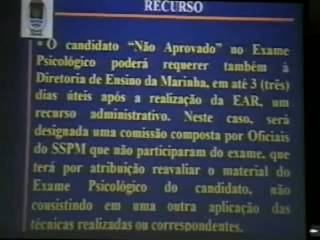 RECURSO
• O candidato “Não Aprovado” no Exame
Psicológico poderá requerer também à
Diretoria de Ensino da Marinha, em até 3 (três)
dias úteis após a realização da EAR, um
recurso administrativo. Neste caso, será
designada uma comissão composta por Oficiais
do SSPM que não participaram do exame, que
terá por atribuição reavaliar o material do
Exame Psicológico do candidato, não
consistindo em uma outra aplicação das
técnicas realizadas ou correspondentes.